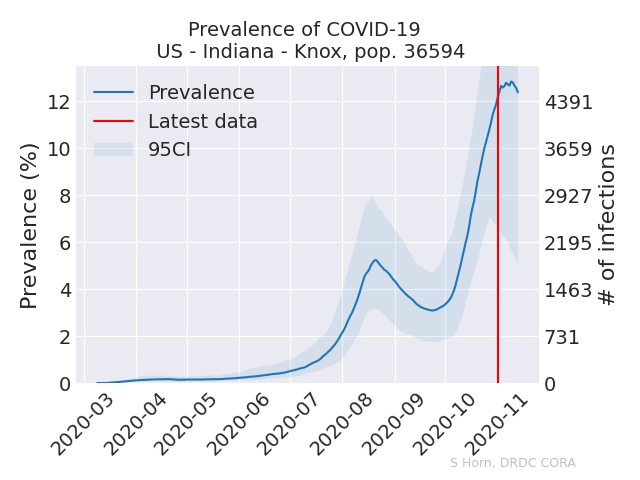 Prevalence of COVID-19
US - Indiana - Knox, pop. 36594
Prevalence
Latest data
95CI
Prevalence (%)
12
10
8
6
4
2
0
4391
3659
2927
2195
1463
731
0
# of infections
2020-03
2020-04
2020-05
2020-06
2020-07
2020-08
2020-09
2020-10
2020-11
S Horn, DRDC CORA